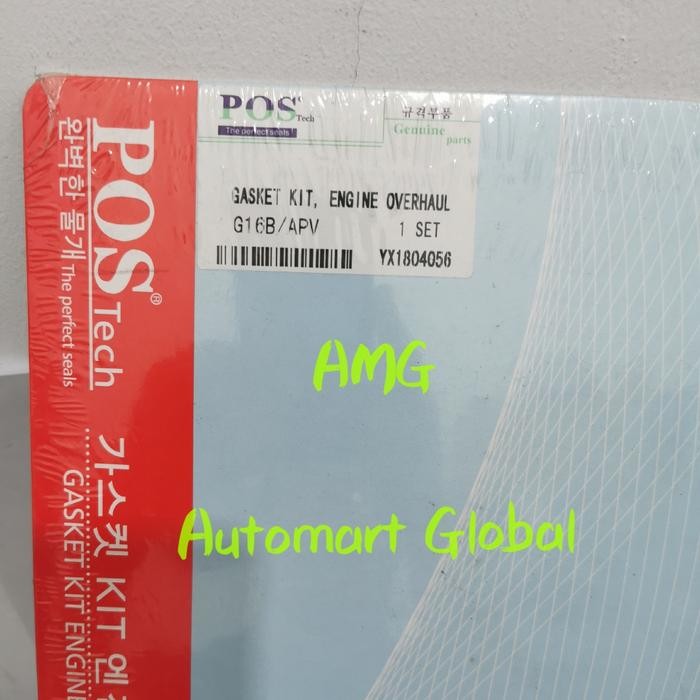 POS Tech
The perfect seals
규격부품
Genuine parts
GASKET KIT, ENGINE OVERHAUL
G16B/APV 1 SET
YX1804056
POS® Tech
완벽한 물개 The perfect seals
가스켓 KIT
GASKET KIT ENGINE
AMG
Automart Global